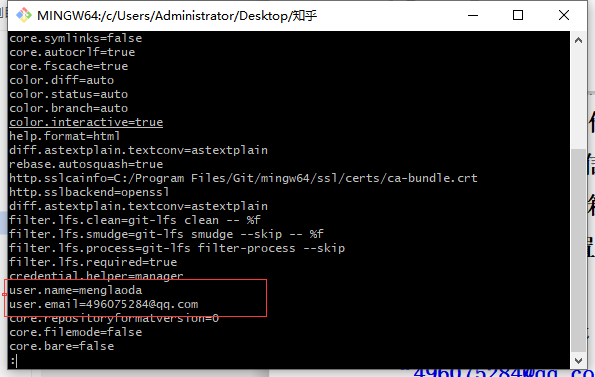 MINGW64:/c/Users/Administrator/Desktop/知乎
core.symlinks=false
core.autocrlf=true
core.fscache=true
color.diff=auto
color.status=auto
color.branch=auto
color.interactive=true
help.format=html
diff.astextplain.textconv=astextplain
rebase.autosquash=true
http.sslcainfo=C:/Program Files/Git/mingw64/ssl/certs/ca-bundle.crt
http.sslbackend=openssl
diff.astextplain.textconv=astextplain
filter.lfs.clean=git-lfs clean -- %f
filter.lfs.smudge=git-lfs smudge --skip -- %f
filter.lfs.process=git-lfs filter-process --skip
filter.lfs.required=true
credential.helper=manager
user.name=menglaoda
user.email=496075284@qq.com
core.repositoryformatversion=0
core.filemode=false
core.bare=false
: